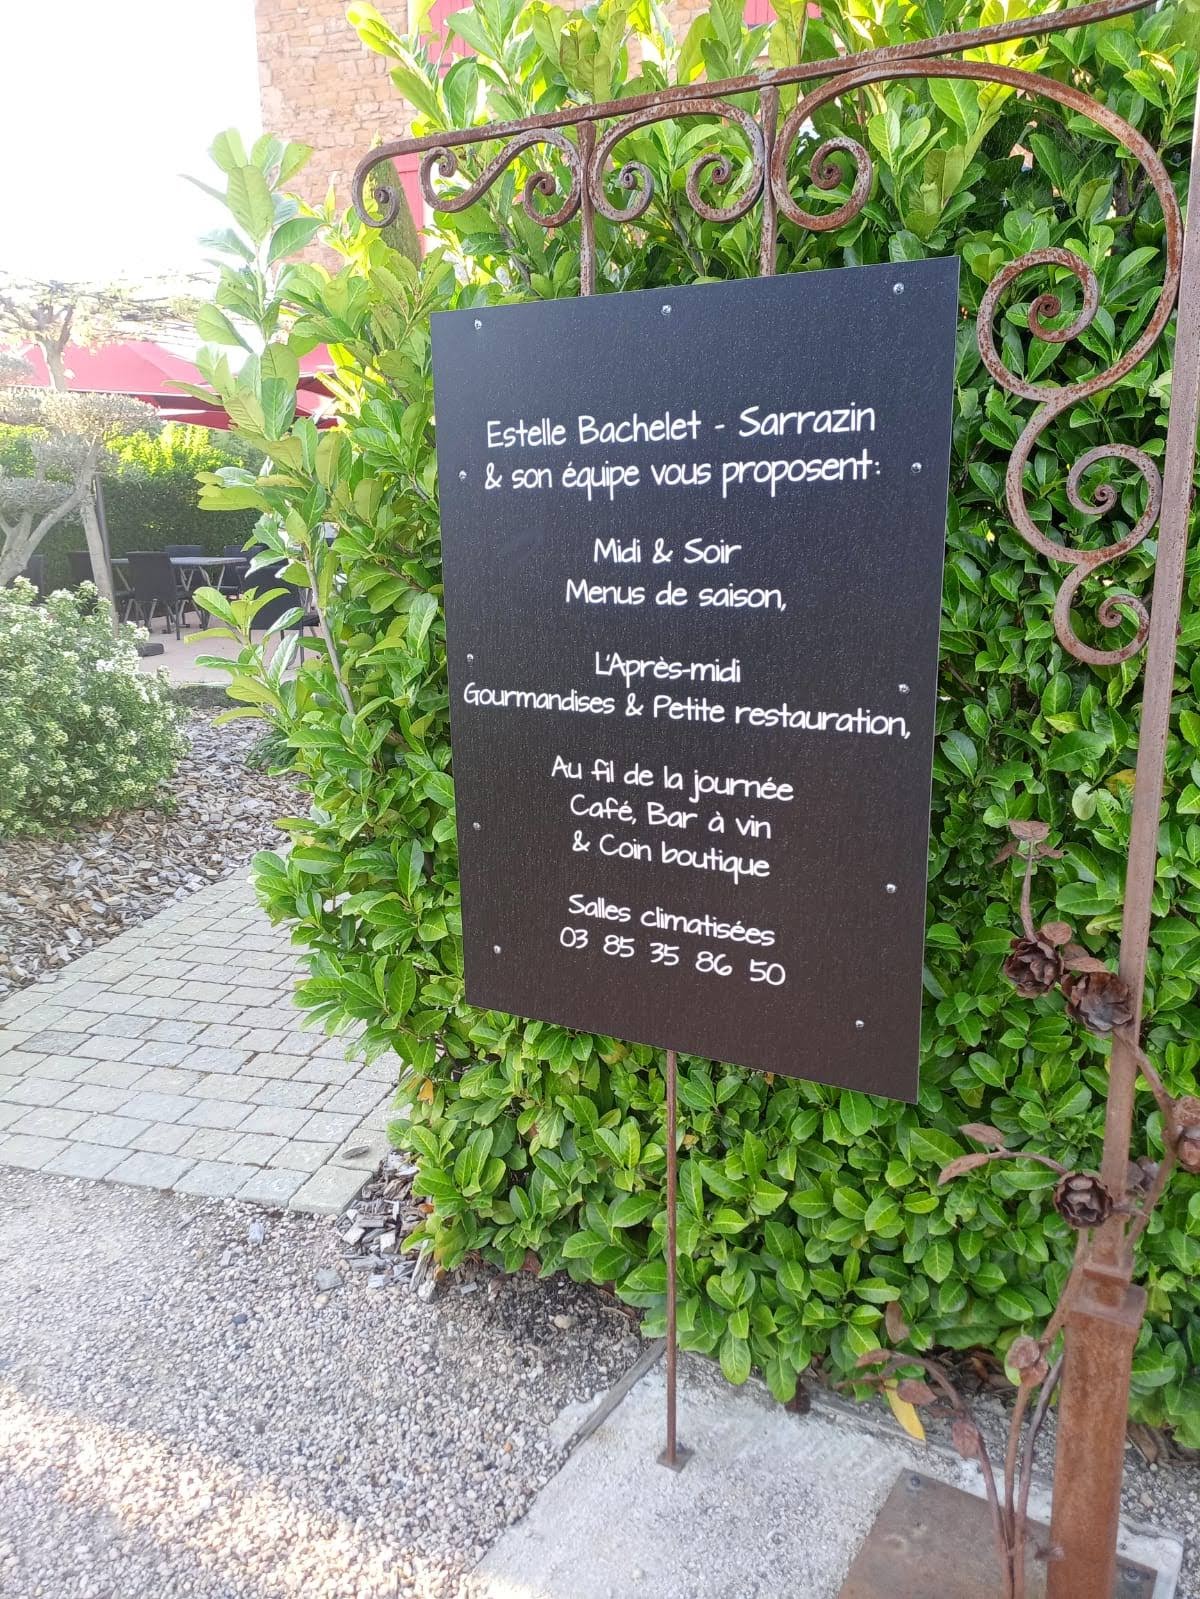 Estelle Bachelet - Sarrazin
& son équipe vous proposent:
Midi & Soir
Menus de saison,
L'Après-midi
Gourmandises & Petite restauration,
Au fil de la journée
Café, Bar à vin
& Coin boutique
Salles climatisées
03 85 35 86 50